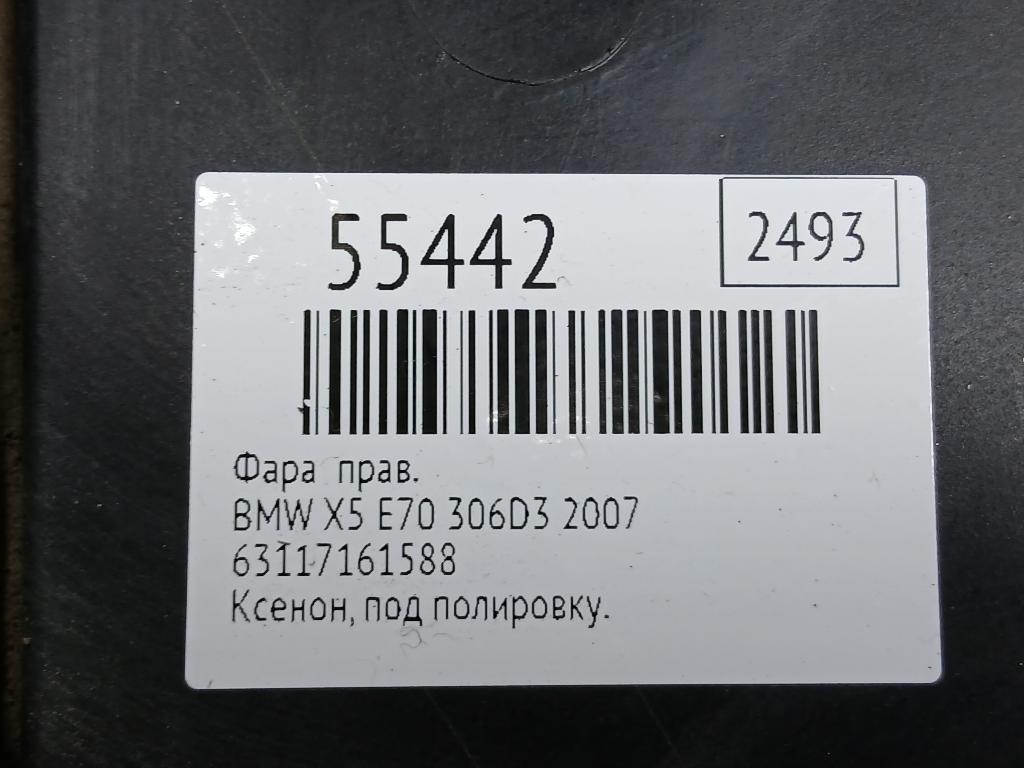 55442
2493
Фара прав.
BMW X5 E70 306D3 2007
63117161588
Ксенон, под полировку.